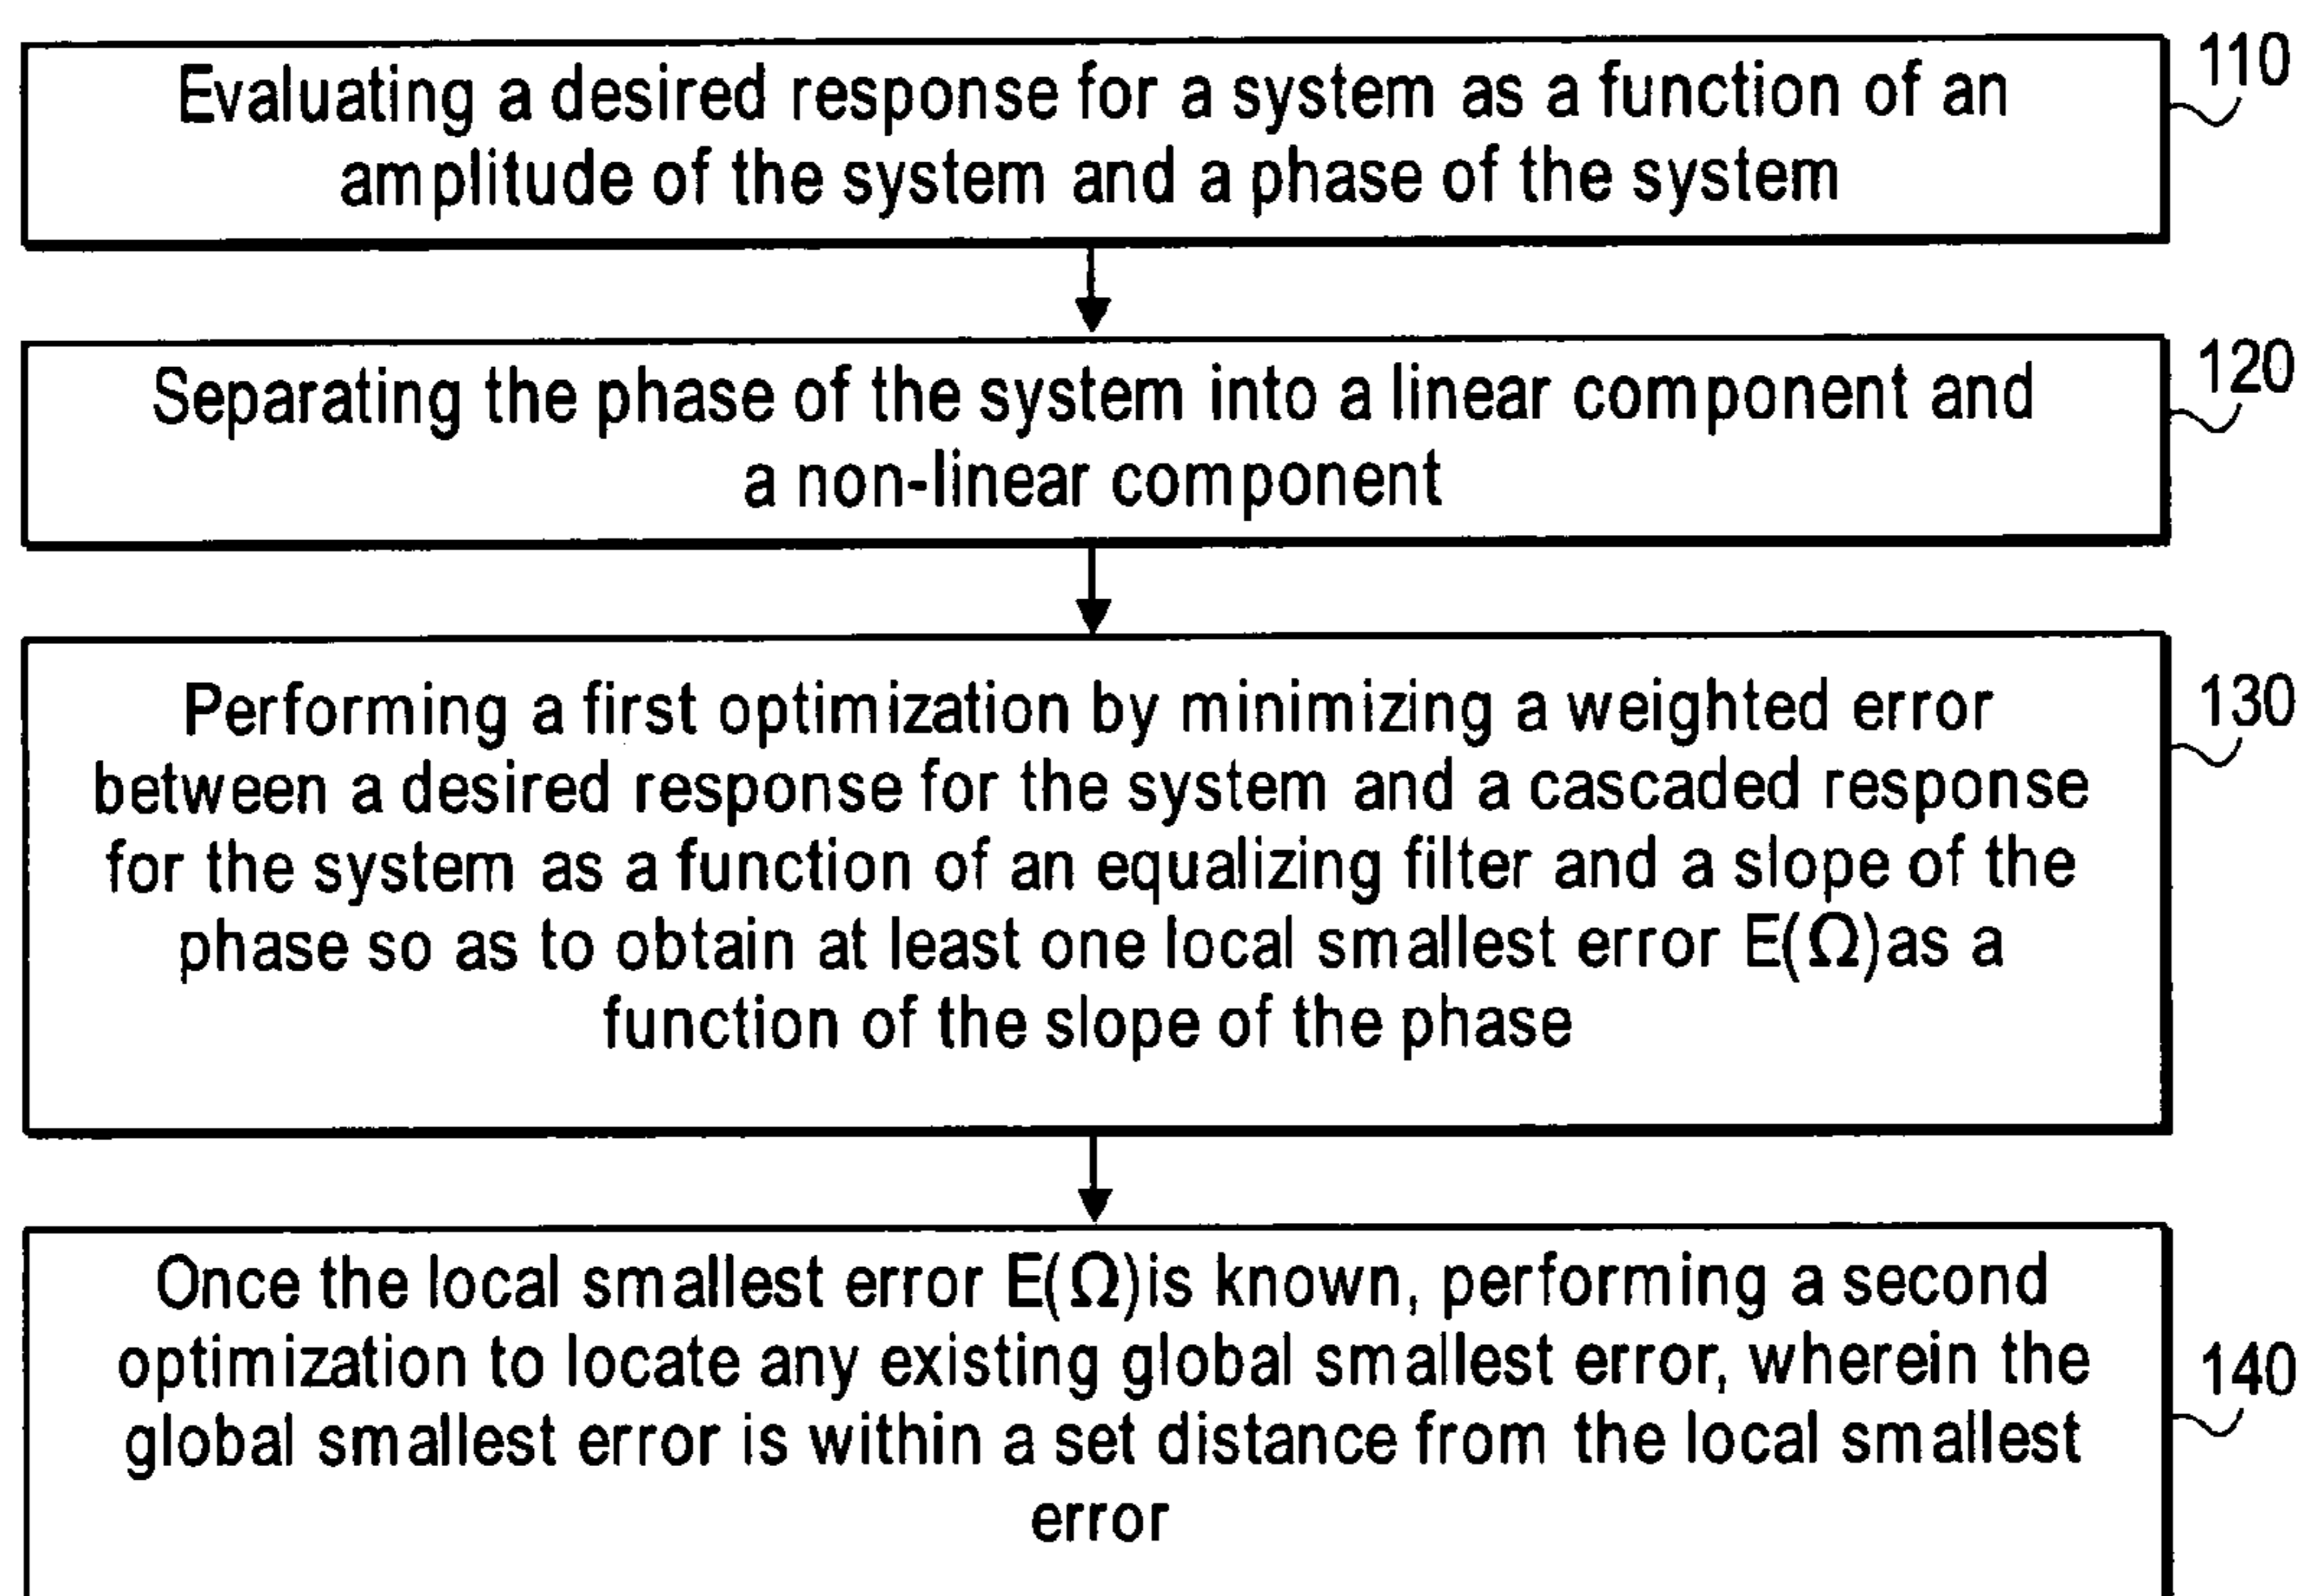 Evaluating a desired response for a system as a function of an
amplitude of the system and a phase of the system
110
Separating the phase of the system into a linear component and
a non-linear component
120
Performing a first optimization by minimizing a weighted error
between a desired response for the system and a cascaded response
for the system as a function of an equalizing filter and a slope of the
phase so as to obtain at least one local smallest error E(Ω) as a
function of the slope of the phase
130
Once the local smallest error E(Ω) is known, performing a second
optimization to locate any existing global smallest error, wherein the
global smallest error is within a set distance from the local smallest
error
140